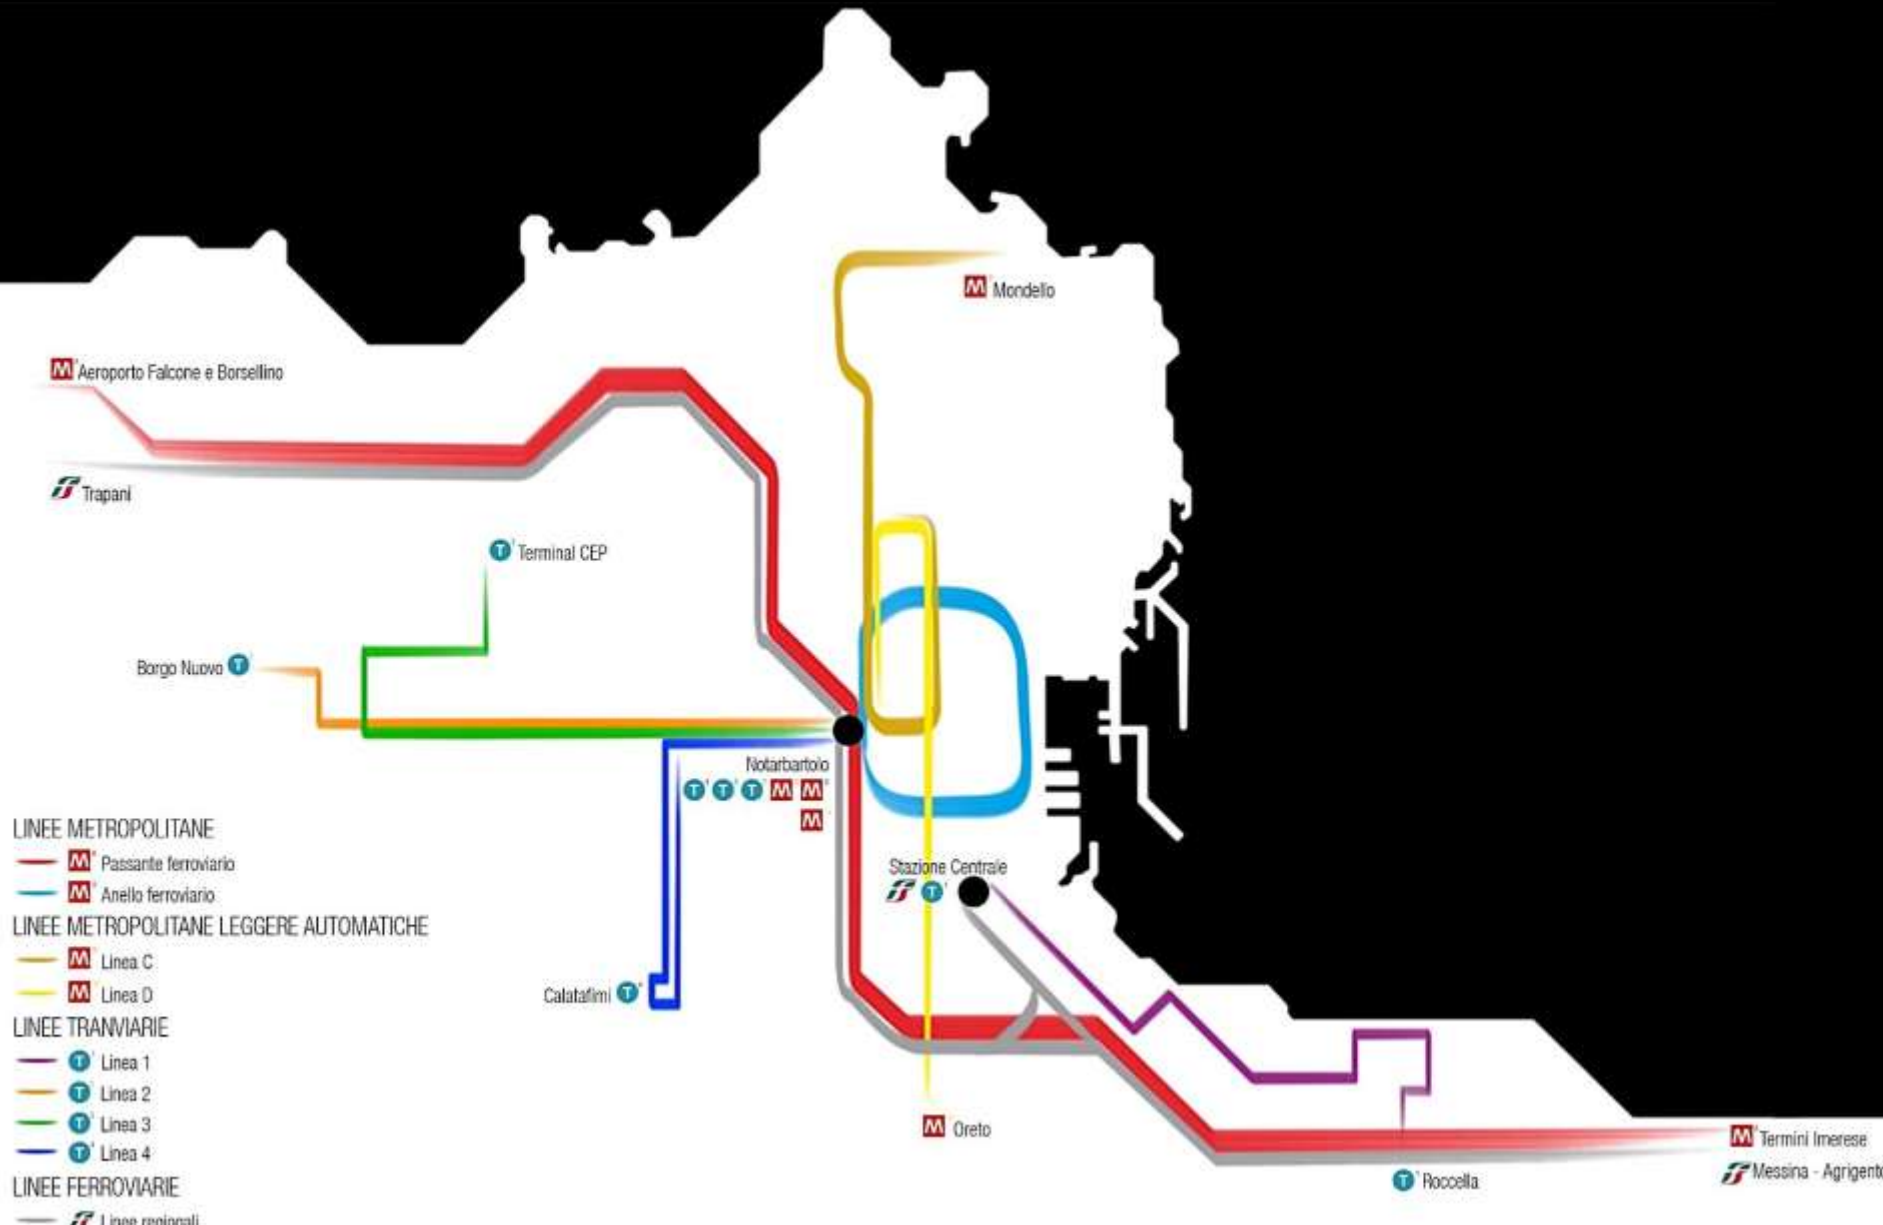 Mondello
M Aeroporto Falcone e Borsellino
Trapani
T Terminal CEP
Borgo Nuovo T
Notarbartolo
T T T M M
M
Stazione Centrale
T
Calatafimi T
M Oreto
T Roccella
M Termini Imerese
Messina - Agrigento
LINEE METROPOLITANE
M Passante ferroviario
M Anello ferroviario
LINEE METROPOLITANE LEGGERE AUTOMATICHE
M Linea C
M Linea D
LINEE TRANVIARIE
T Linea 1
T Linea 2
T Linea 3
T Linea 4
LINEE FERROVIARIE
Linee regionali